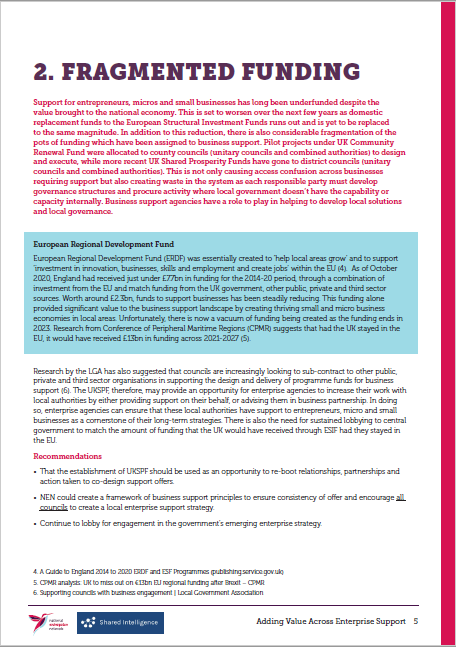 2. FRAGMENTED FUNDING
Support for entrepreneurs, micros and small businesses has long been underfunded despite the
value brought to the national economy. This is set to worsen over the next few years as domestic
replacement funds to the European Structural Investment Funds runs out and is yet to be replaced
to the same magnitude. In addition to this reduction, there is also considerable fragmentation of the
pots of funding which have been assigned to business support. Pilot projects under UK Community
Renewal Fund were allocated to county councils (unitary councils and combined authorities) to design
and execute, while more recent UK Shared Prosperity Funds have gone to district councils (unitary
councils and combined authorities). This is not only causing access confusion across businesses
requiring support but also creating waste in the system as each responsible party must develop
governance structures and procure activity where local government doesn't have the capability or
capacity internally. Business support agencies have a role to play in helping to develop local solutions
and local governance.
European Regional Development Fund
European Regional Development Fund (ERDF) was essentially created to 'help local areas grow' and to support
'investment in innovation, businesses, skills and employment and create jobs' within the EU (4). As of October
2020, England had received just under £77bn in funding for the 2014-20 period, through a combination of
investment from the EU and match funding from the UK government, other public, private and third sector
sources. Worth around £2.3bn, funds to support businesses has been steadily reducing. This funding alone
provided significant value to the business support landscape by creating thriving small and micro business
economies in local areas. Unfortunately, there is now a vacuum of funding being created as the funding ends in
2023. Research from Conference of Peripheral Maritime Regions (CPMR) suggests that had the UK stayed in the
EU, it would have received £13bn in funding across 2021-2027 (5).
Research by the LGA has also suggested that councils are increasingly looking to sub-contract to other public,
private and third sector organisations in supporting the design and delivery of programme funds for business
support (6). The UKSPF, therefore, may provide an opportunity for enterprise agencies to increase their work with
local authorities by either providing support on their behalf, or advising them in business partnership. In doing
so, enterprise agencies can ensure that these local authorities have support to entrepreneurs, micro and small
businesses as a cornerstone of their long-term strategies. There is also the need for sustained lobbying to central
government to match the amount of funding that the UK would have received through ESIF had they stayed in
the EU.
Recommendations
• That the establishment of UKSPF should be used as an opportunity to re-boot relationships, partnerships and
action taken to co-design support offers.
• NEN could create a framework of business support principles to ensure consistency of offer and encourage all
councils to create a local enterprise support strategy.
• Continue to lobby for engagement in the government's emerging enterprise strategy.
4. A Guide to England 2014 to 2020 ERDF and ESF Programmes (publishing.service.gov.uk)
5. CPMR analysis: UK to miss out on €13bn EU regional funding after Brexit – CPMR
6. Supporting councils with business engagement | Local Government Association
national
enterprise
network
Shared Intelligence
Adding Value Across Enterprise Support 5